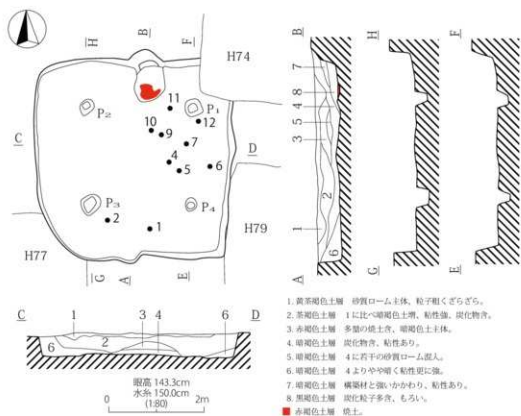 B
H
F
H74
11
P1
P2
10
9
12
7
C
4
5
6
D
P3
P4
2
1
H77
H79
G
A
E
B
H
F
7
8
4
5
3
2
1
6
A
G
E
C
1
3
4
6
D
6
2
眼高 143.3cm
水糸 150.0cm
(1:80)
0
2m
1. 黄茶褐色土層 砂質ローム主体、粒子粗くざらざら。
2. 茶褐色土層 1に比べ暗褐色土増、粘性強、炭化物含。
3. 赤褐色土層 多量の焼土含、暗褐色土主体。
4. 暗褐色土層 炭化物含、粘性あり。
5. 暗褐色土層 4に若干の砂質ローム混入。
6. 暗褐色土層 4よりやや暗く粘性更に強。
7. 暗褐色土層 構築材と強いかかわり、粘性あり。
8. 黒褐色土層 炭化粒子多含、もろい。
赤褐色土層 焼土。